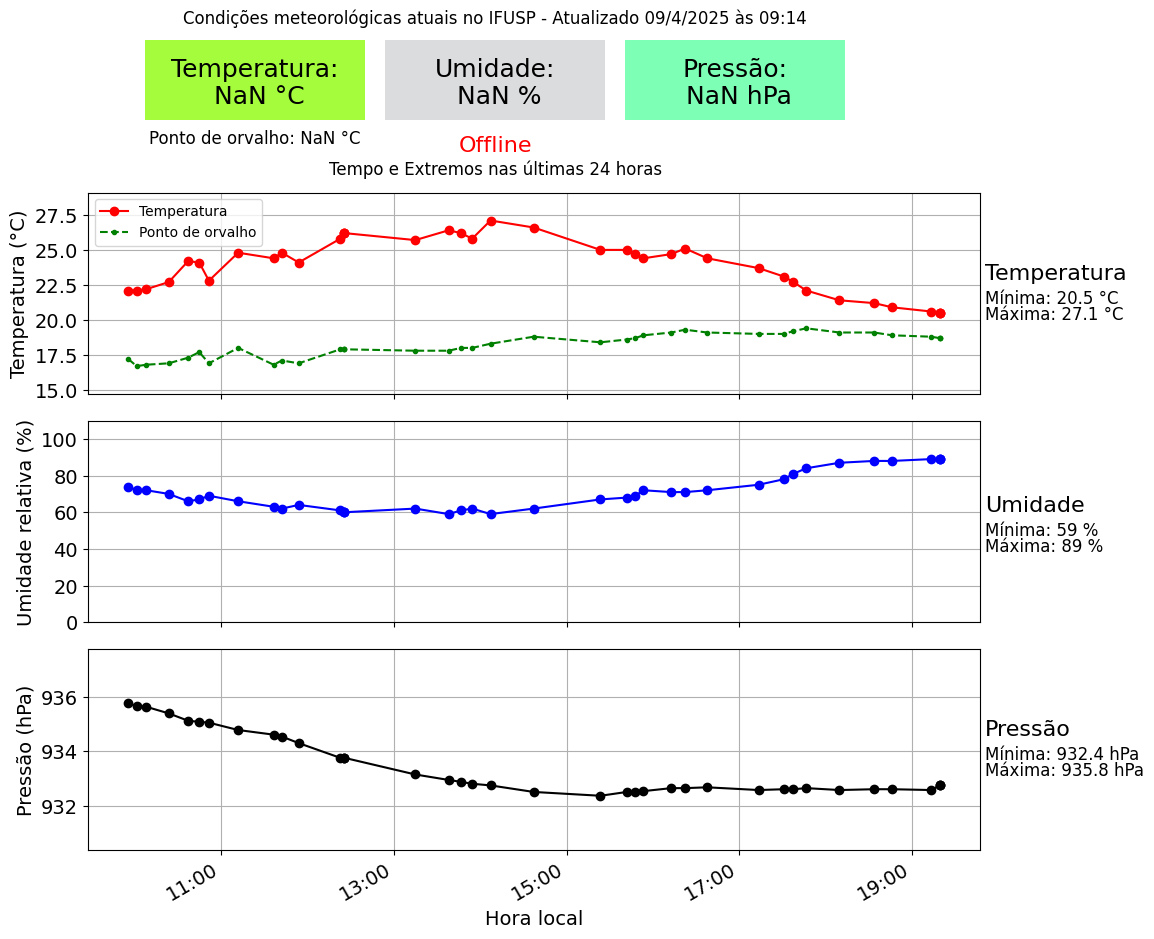 Condições meteorológicas atuais no IFUSP - Atualizado 09/4/2025 às 09:14
Temperatura:
NaN °C
Umidade:
NaN %
Pressão:
NaN hPa
Ponto de orvalho: NaN °C
Offline
Tempo e Extremos nas últimas 24 horas
Temperatura (°C)
27.5
25.0
22.5
20.0
17.5
15.0
Temperatura
Ponto de orvalho
Temperatura
Mínima: 20.5 °C
Máxima: 27.1 °C
Umidade relativa (%)
100
80
60
40
20
0
Umidade
Mínima: 59 %
Máxima: 89 %
Pressão (hPa)
936
934
932
Pressão
Mínima: 932.4 hPa
Máxima: 935.8 hPa
11:00
13:00
15:00
17:00
19:00
Hora local